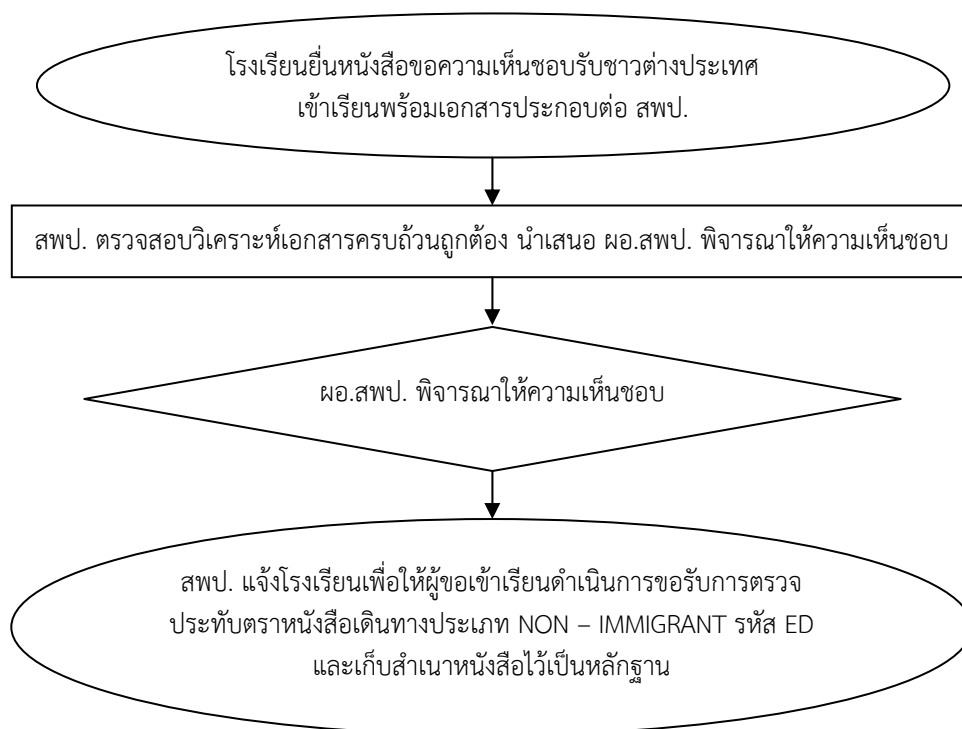 โรงเรียนยื่นหนังสือขอความเห็นชอบรับชาวต่างประเทศ
เข้าเรียนพร้อมเอกสารประกอบต่อ สพป.
สพป. ตรวจสอบวิเคราะห์เอกสารครบถ้วนถูกต้อง นำเสนอ ผอ.สพป. พิจารณาให้ความเห็นชอบ
ผอ.สพป. พิจารณาให้ความเห็นชอบ
สพป. แจ้งโรงเรียนเพื่อให้ผู้ขอเข้าเรียนดำเนินการขอรับการตรวจ
ประทับตราหนังสือเดินทางประเภท NON – IMMIGRANT รหัส ED
และเก็บสำเนาหนังสือไว้เป็นหลักฐาน